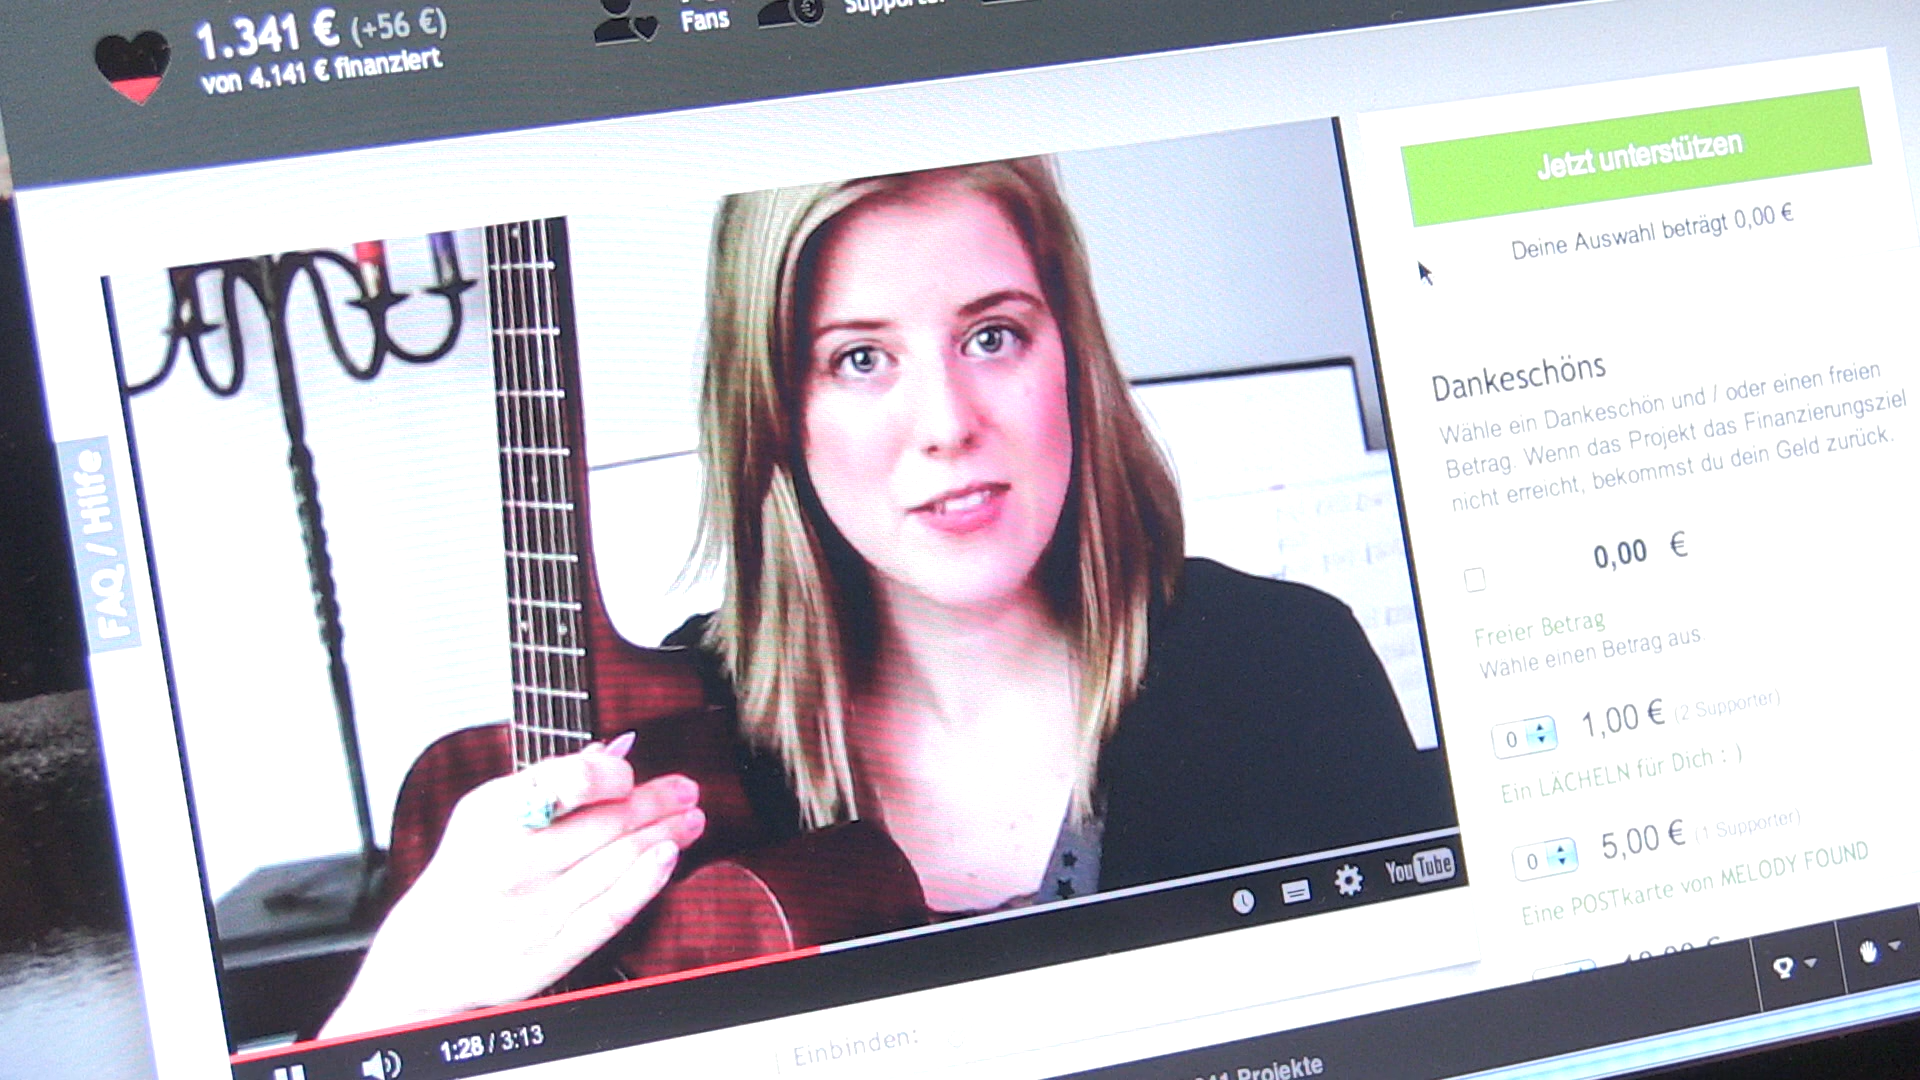 1.341 € (+56 €)
von 4.141 € finanziert
Fans
Jetzt unterstützen
Deine Auswahl beträgt 0,00 €
Dankeschöns
Wähle ein Dankeschön und / oder einen freien
Betrag. Wenn das Projekt das Finanzierungsziel
nicht erreicht, bekommst du dein Geld zurück.
0,00 €
Freier Betrag
Wähle einen Betrag aus.
0 1,00 € (2 Supporter)
Ein LÄCHELN für Dich : )
0 5,00 € (1 Supporter)
Eine POSTkarte von MELODY FOUND
FAQ / Hilfe
YouTube
1:28 / 3:13
Einbinden:
Projekte